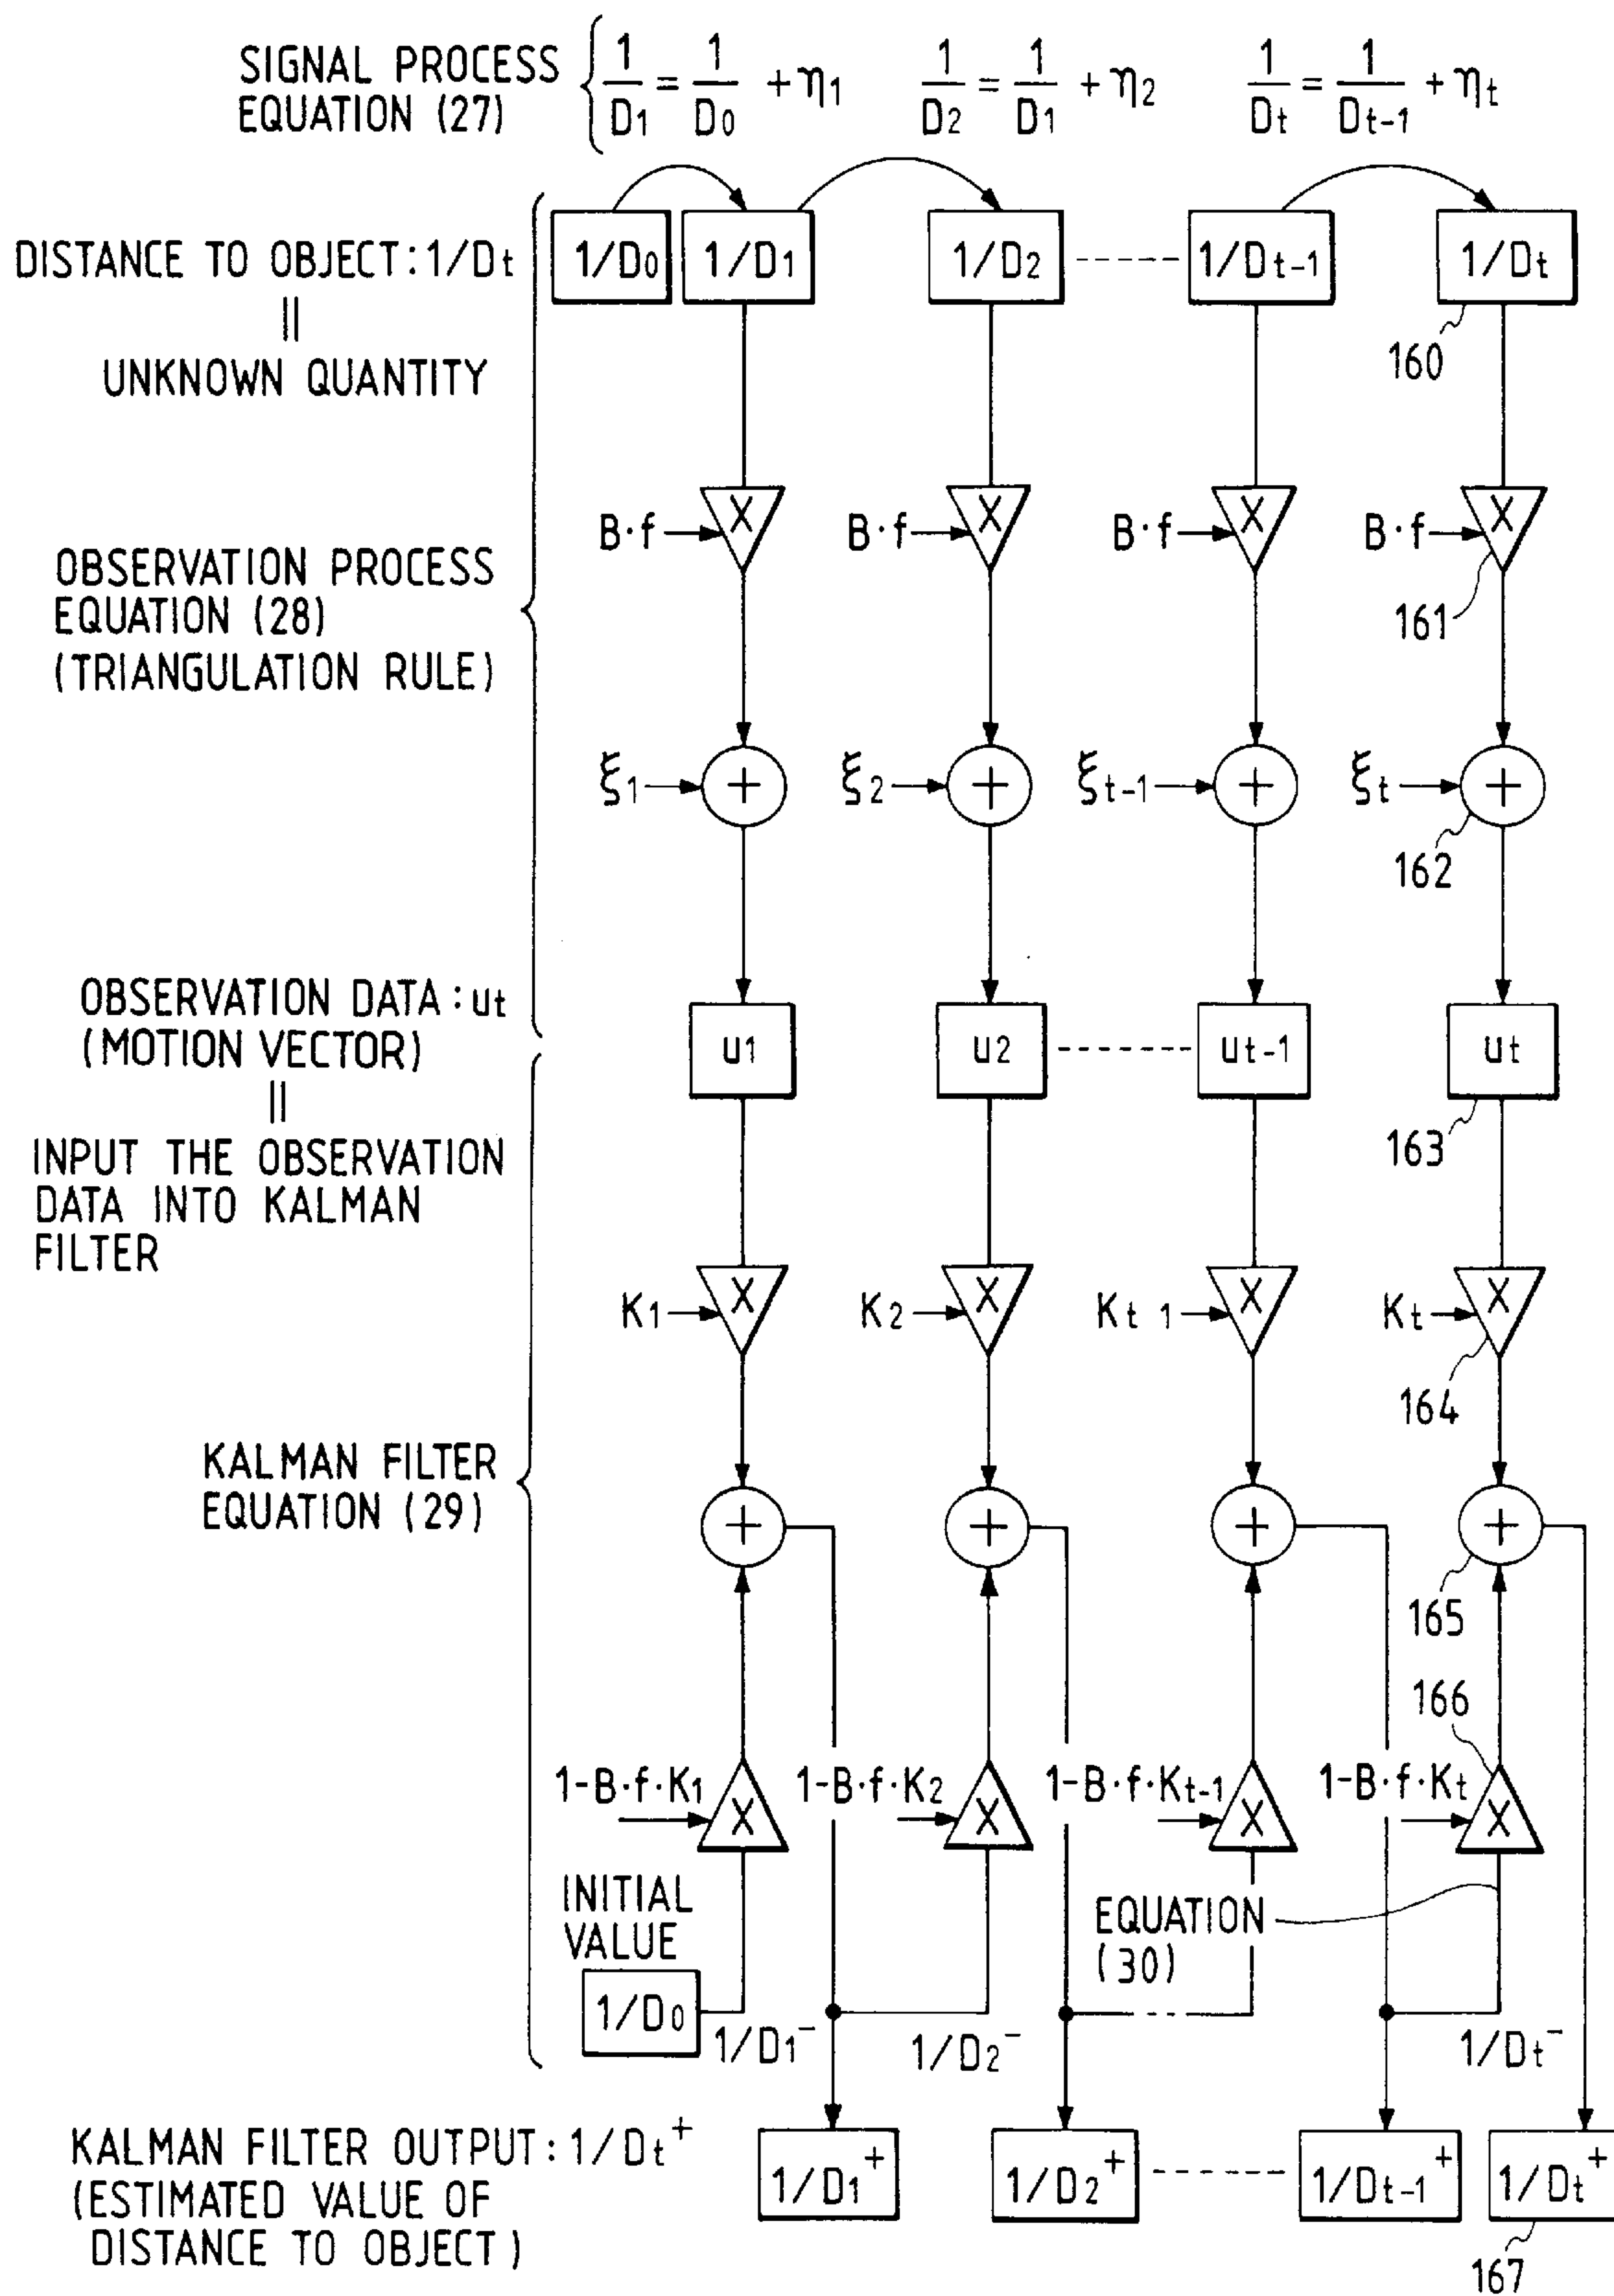 SIGNAL PROCESS
EQUATION (27)
1/D1 = 1/D0 + η1
1/D2 = 1/D1 + η2
1/Dt = 1/Dt-1 + ηt
DISTANCE TO OBJECT: 1/Dt
||
UNKNOWN QUANTITY
1/D0
1/D1
1/D2
1/Dt-1
1/Dt
160
OBSERVATION PROCESS
EQUATION (28)
(TRIANGULATION RULE)
B·f
X
B·f
X
B·f
X
B·f
X
161
ξ1
+
ξ2
+
ξt-1
+
ξt
+
162
OBSERVATION DATA: ut
(MOTION VECTOR)
||
INPUT THE OBSERVATION
DATA INTO KALMAN
FILTER
u1
u2
ut-1
ut
163
K1
X
K2
X
Kt 1
X
Kt
X
164
KALMAN FILTER
EQUATION (29)
+
+
+
+
165
166
1-B·f·K1
X
1-B·f·K2
X
1-B·f·Kt-1
X
1-B·f·Kt
X
INITIAL
VALUE
1/D0
EQUATION
(30)
1/D1-
1/D2-
1/Dt-
KALMAN FILTER OUTPUT: 1/Dt+
(ESTIMATED VALUE OF
DISTANCE TO OBJECT)
1/D1+
1/D2+
1/Dt-1+
1/Dt+
167